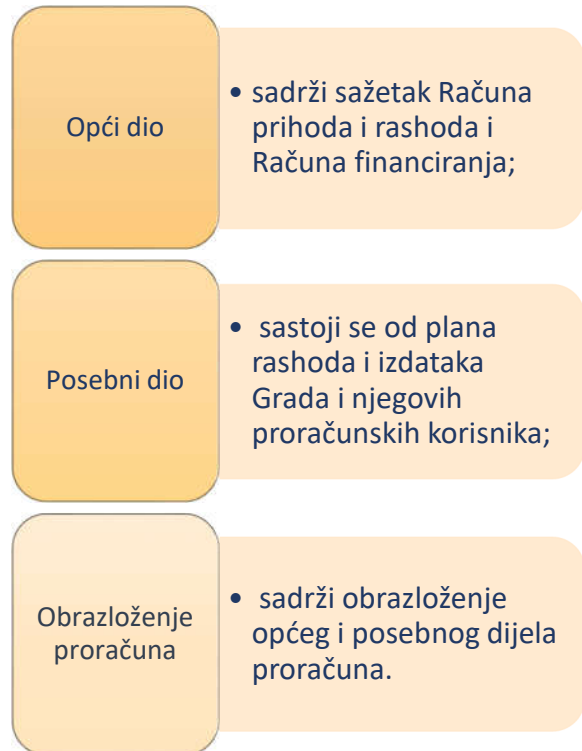 Opći dio
• sadrži sažetak Računa
prihoda i rashoda i
Računa financiranja;
Posebni dio
• sastoji se od plana
rashoda i izdataka
Grada i njegovih
proračunskih korisnika;
Obrazloženje
proračuna
• sadrži obrazloženje
općeg i posebnog dijela
proračuna.